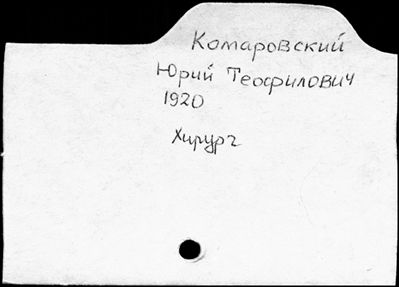 Комаровский
Юрий Теофилович
1920
Хирург